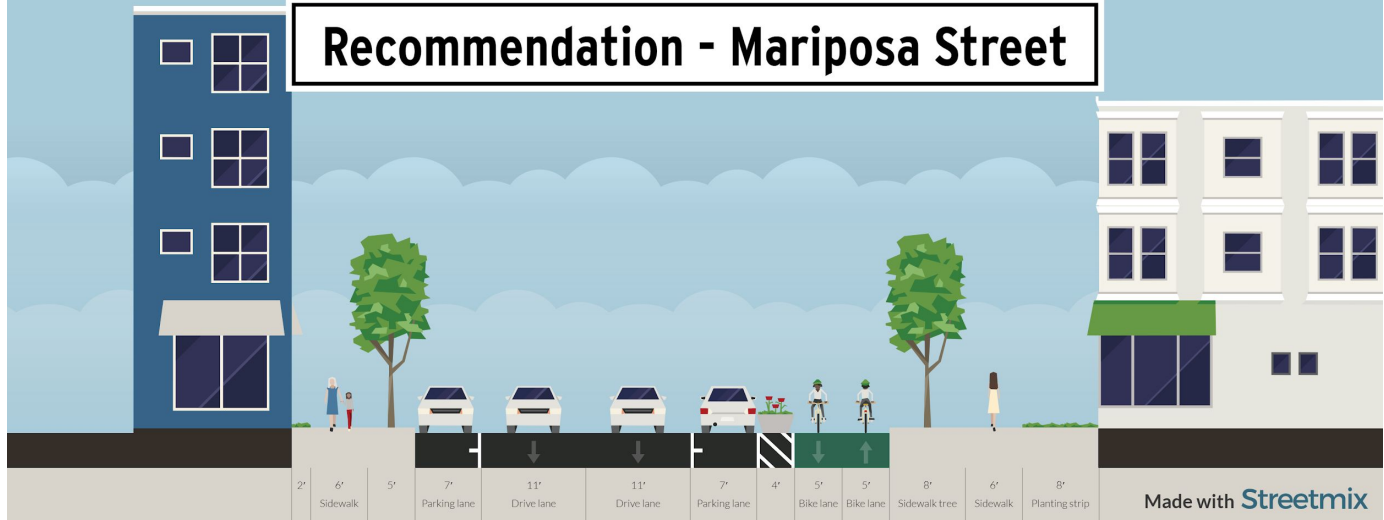 Recommendation - Mariposa Street
2' 6' 5' 7' 11' 11' 7' 4' 5' 5' 8' 6' 8'
Sidewalk Parking lane Drive lane Drive lane Parking lane Bike lane Bike lane Sidewalk tree Sidewalk Planting strip
Made with Streetmix